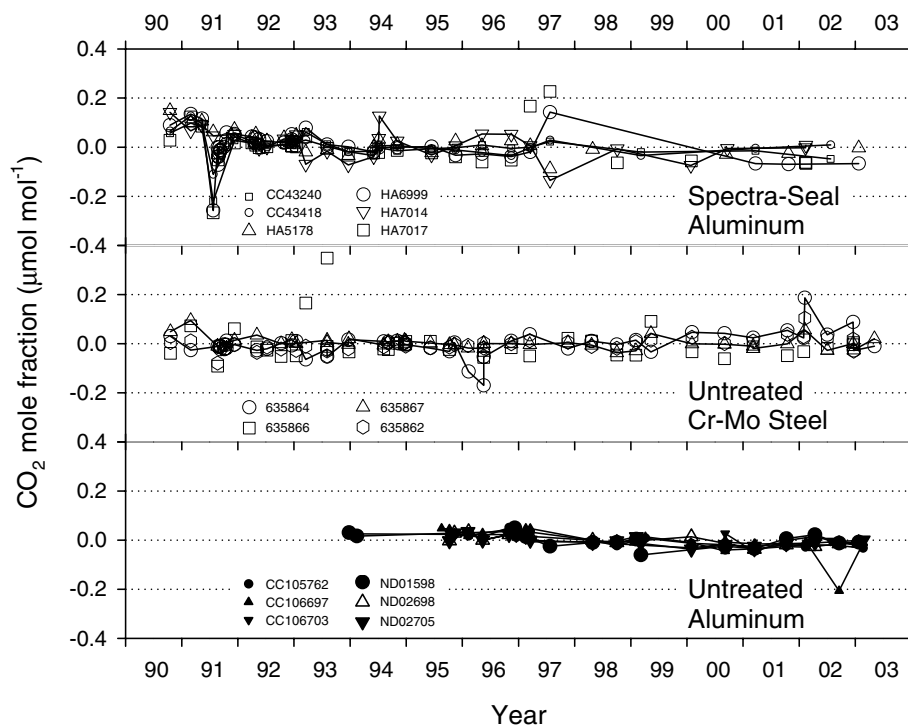 90 91 92 93 94 95 96 97 98 99 00 01 02 03
0.4
0.2
0.0
-0.2
-0.4
CC43240 HA6999
CC43418 HA7014
HA5178 HA7017
Spectra-Seal
Aluminum
0.2
0.0
-0.2
0.4
635864 635867
635866 635862
Untreated
Cr-Mo Steel
0.2
0.0
-0.2
-0.4
CC105762 ND01598
CC106697 ND02698
CC106703 ND02705
Untreated
Aluminum
90 91 92 93 94 95 96 97 98 99 00 01 02 03
Year
CO₂ mole fraction (μmol mol⁻¹)